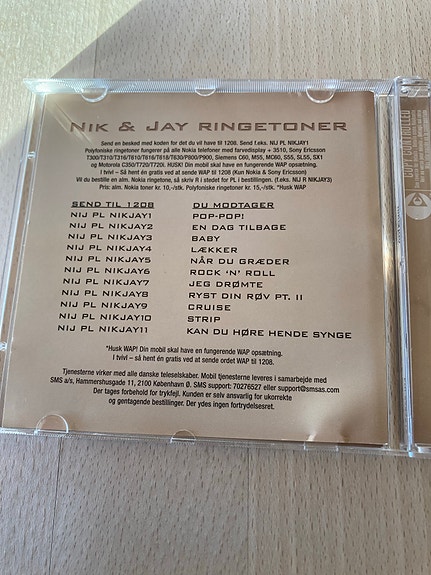 NIK & JAY RINGETONER
Send en besked med koden for det du vil have til 1208. Send f.eks. NIJ PL NIKJAY1
Polyfoniske ringetoner fungerer på alle Nokia telefoner med farvedisplay + 3510, Sony Ericsson
T300/T310/T316/T610/T616/T618/T630/P800/P900, Siemens C60, M55, MC60, S55, SL55, SX1
og Motorola C350/T720/T720i. HUSK! Din mobil skal have en fungerende WAP opsætning.
I tvivl – Så hent én gratis ved at sende WAP til 1208 (Kun Nokia & Sony Ericsson)
Vil du bestille en alm. Nokia ringetone, så skriv R i stedet for PL i bestillingen. (f.eks. NIJ R NIKJAY3)
Pris: alm. Nokia toner kr. 10,-/stk. Polyfoniske ringetoner kr. 15,-/stk. *Husk WAP
SEND TIL 1208 DU MODTAGER
NIJ PL NIKJAY1 POP-POP!
NIJ PL NIKJAY2 EN DAG TILBAGE
NIJ PL NIKJAY3 BABY
NIJ PL NIKJAY4 LÆKKER
NIJ PL NIKJAY5 NÅR DU GRÆDER
NIJ PL NIKJAY6 ROCK 'N' ROLL
NIJ PL NIKJAY7 JEG DRØMTE
NIJ PL NIKJAY8 RYST DIN RØV PT. II
NIJ PL NIKJAY9 CRUISE
NIJ PL NIKJAY10 STRIP
NIJ PL NIKJAY11 KAN DU HØRE HENDE SYNGE
*Husk WAP! Din mobil skal have en fungerende WAP opsætning.
I tvivl – så hent én gratis ved at sende ordet WAP til 1208.
Tjenesterne virker med alle danske teleselskaber. Mobil tjenesterne leveres i samarbejde med
SMS a/s, Hammershusgade 11, 2100 København Ø. SMS support: 70276527 eller support@smsas.com
Der tages forbehold for trykfejl. Kunden er selv ansvarlig for ukorrekte
og gentagende bestillinger. Der ydes ingen fortrydelsesret.
COPY CONTROLLED